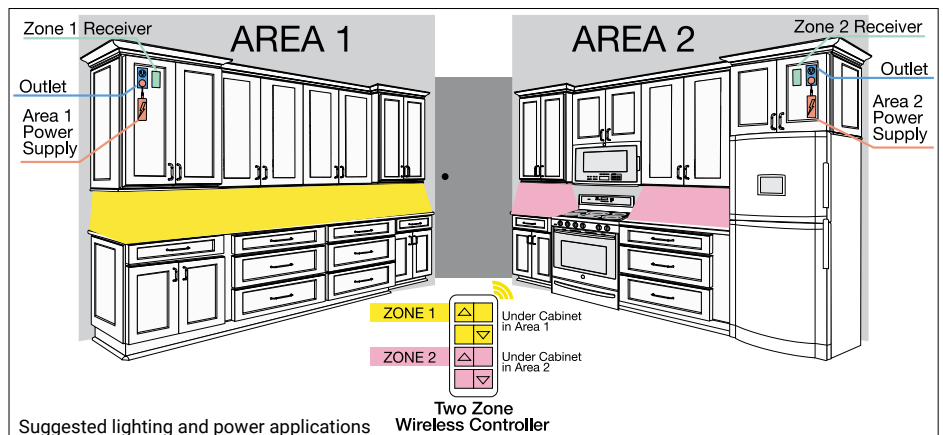 AREA 1
AREA 2
Zone 1 Receiver
Outlet
Area 1
Power
Supply
Zone 2 Receiver
Outlet
Area 2
Power
Supply
ZONE 1
Under Cabinet
in Area 1
ZONE 2
Under Cabinet
in Area 2
Two Zone
Wireless Controller
Suggested lighting and power applications